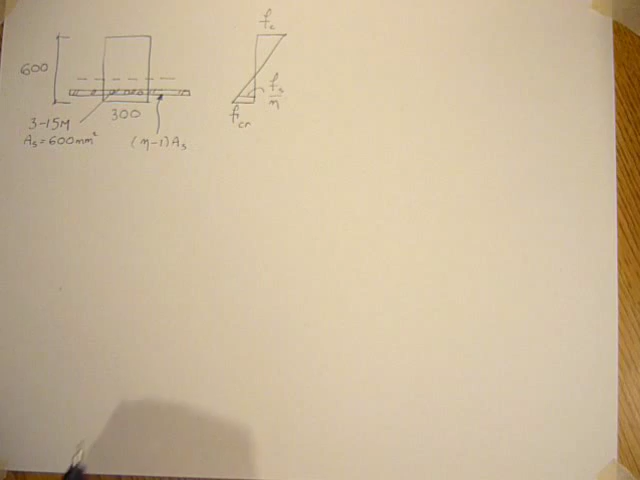 600
3-15M
As=600mm²
300
(n-1)As
fc
fs/n
fcr